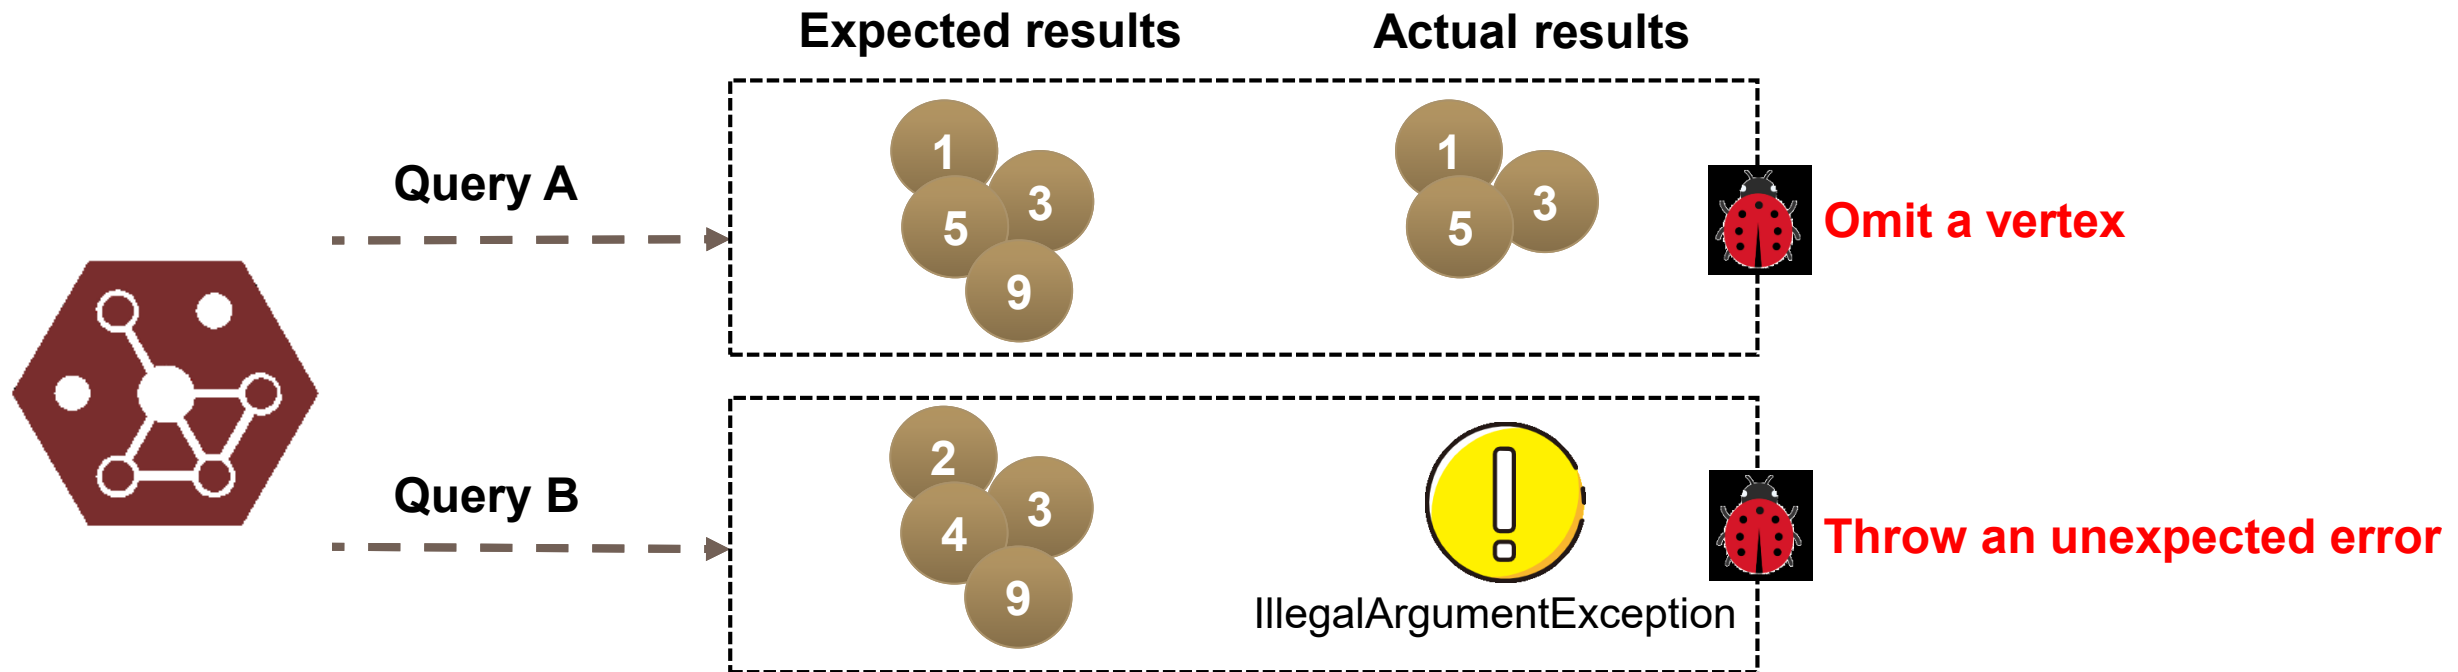 Expected results
Actual results
Query A
1
3
5
9
1
3
5
Omit a vertex
Query B
2
3
4
9
IllegalArgumentException
Throw an unexpected error